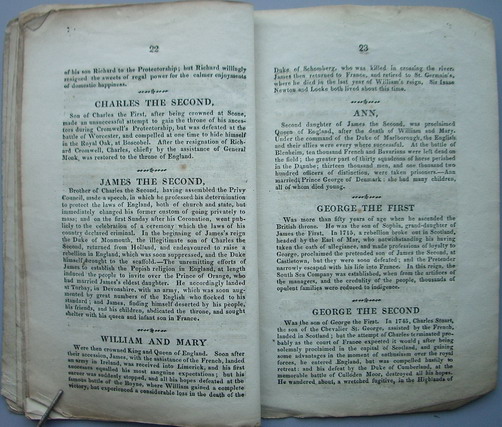 22
of his son Richard to the Protectorship; but Richard willingly
resigned the sweets of regal power for the calmer enjoyments
of domestic happiness.
CHARLES THE SECOND,
Son of Charles the First, after being crowned at Scone,
made an unsuccessful attempt to gain the throne of his ances-
tors during Cromwell's Protectorship, but was defeated at the
battle of Worcester, and compelled at one time to hide himself
in the Royal Oak, at Boscobel. After the resignation of Rich-
ard Cromwell, Charles, chiefly by the assistance of General
Monk, was restored to the throne of England.
JAMES THE SECOND,
Brother of Charles the Second, having assembled the Privy
Council, made a speech, in which he professed his determination
to protect the laws of England, both of church and state, but
immediately changed his former custom of going privately to
mass; and on the first Sunday after his Coronation, went pub-
licly to the celebration of a ceremony which the laws of his
country declared criminal. In the beginning of James's reign
the Duke of Monmouth, the illegitimate son of Charles the
Second, returned from Holland, and endeavoured to raise a
rebellion in England, which was soon suppressed, and the Duke
himself brought to the scaffold.—The unremitting efforts of
James to establish the Popish religion in England, at length
induced the people to invite over the Prince of Orange, who
had married James's eldest daughter. He accordingly landed
at Torbay, in Devonshire, with an army, which was soon aug-
mented by great numbers of the English who flocked to his
standard; and James, finding himself deserted by his people,
his friends, and his children, abdicated the throne, and sought
shelter with his queen and infant son in France.
WILLIAM AND MARY
Were then crowned King and Queen of England. Soon after
their accession, James, with the assistance of the French, landed
an army in Ireland, was received into Limerick, and his first
successes equalled his most sanguine expectations; but his
career was suddenly stopped, and all his hopes defeated at the
famous battle of the Boyne, where William gained a complete
victory, but experienced a considerable loss in the death of the
23
Duke of Schomberg, who was killed in crossing the river.
James then returned to France, and retired to St. Germain's,
where he died in the last year of William's reign. Sir Isaac
Newton and Locke both lived about this time.
ANN,
Second daughter of James the Second, was proclaimed
Queen of England, after the death of William and Mary.
Under the command of the Duke of Marlborough, the English
and their allies were every where successful. At the battle of
Blenheim, ten thousand French and Bavarians were left dead on
the field; the greater part of thirty squadrons of horse perished
in the Danube; thirteen thousand men, and one thousand two
hundred officers of distinction, were taken prisoners—Ann
married Prince George of Denmark: she had many children,
all of whom died young.
GEORGE THE FIRST
Was more than fifty years of age when he ascended the
British throne. He was the son of Sophia, grand-daughter of
James the First. In 1715, a rebellion broke out in Scotland,
headed by the Earl of Mar, who notwithstanding his having
taken the oath of allegiance, and made professions of loyalty to
George, proclaimed the pretended son of James the Second, at
Castletown, but they were soon defeated; and the Pretender
narrowly escaped with his life into France. In this reign, the
South Sea Company was established, when from the artifices of
the managers, and the credulity of the people, thousands of
opulent families were reduced to indigence.
GEORGE THE SECOND
Was the son of George the First. In 1745, Charles Stuart,
the son of the Chevalier St. George, assisted by the French,
landed in Scotland; but the attempt of Charles terminated pro-
bably as the court of France expected it would; after being
solemnly proclaimed in the capital of Scotland, and gaining
some advantages in the moment of enthusiasm over the royal
forces, he entered England, but was compelled hastily to
retreat; and his defeat by the Duke of Cumberland, at the
memorable battle of Culloden Moor, destroyed all his hopes.
He wandered about, a wretched fugitive, in the Highlands of